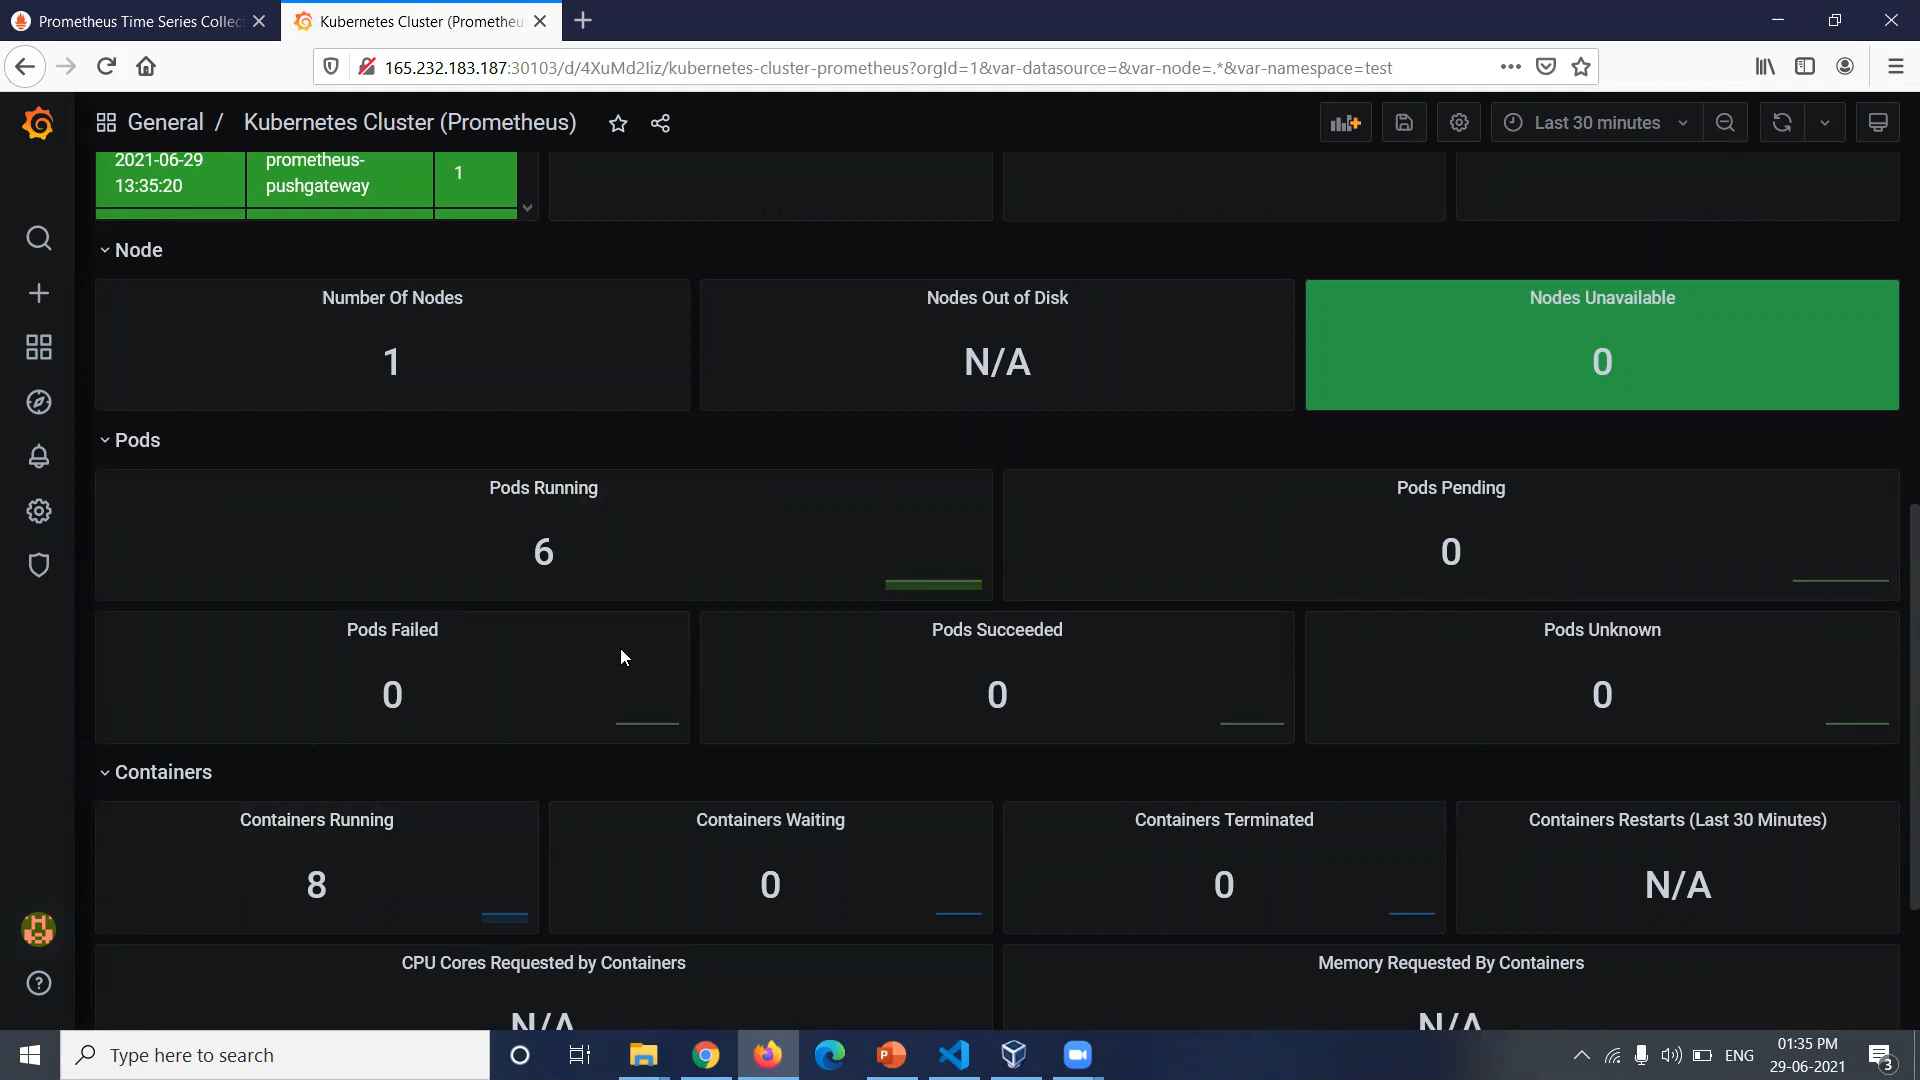 Prometheus Time Series Collec
Kubernetes Cluster (Prometheu
165.232.183.187:30103/d/4XuMd2Iiz/kubernetes-cluster-prometheus?orgId=1&var-datasource=&var-node=.*&var-namespace=test
General / Kubernetes Cluster (Prometheus)
Last 30 minutes
2021-06-29
13:35:20
prometheus-
pushgateway
1
Node
Number Of Nodes
1
Nodes Out of Disk
N/A
Nodes Unavailable
0
Pods
Pods Running
6
Pods Pending
0
Pods Failed
0
Pods Succeeded
0
Pods Unknown
0
Containers
Containers Running
8
Containers Waiting
0
Containers Terminated
0
Containers Restarts (Last 30 Minutes)
N/A
CPU Cores Requested by Containers
N/A
Memory Requested By Containers
N/A
Type here to search
ENG
01:35 PM
29-06-2021
3